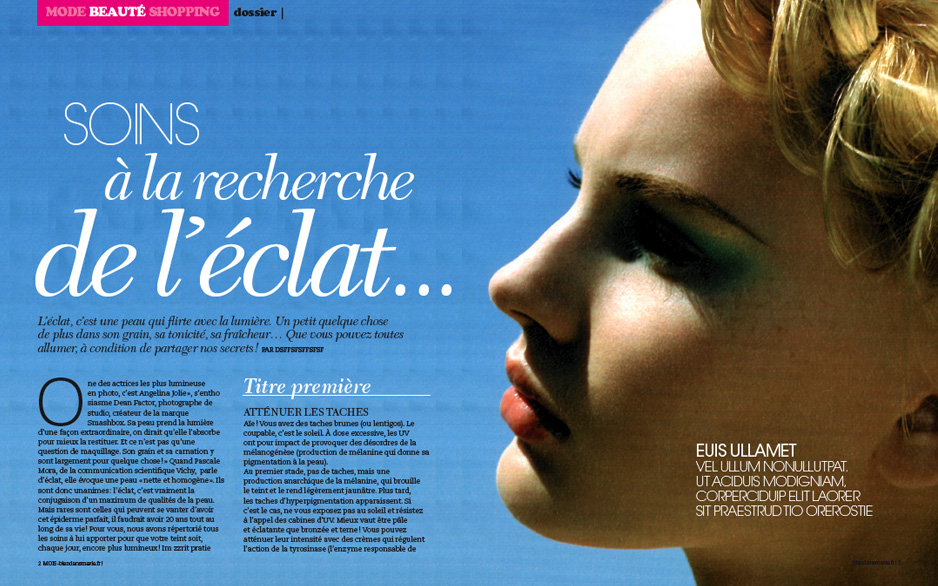 MODE BEAUTÉ SHOPPING dossier |
SOINS
à la recherche
de l'éclat...
L'éclat, c'est une peau qui flirte avec la lumière. Un petit quelque chose
de plus dans son grain, sa tonicité, sa fraîcheur… Que vous pouvez toutes
allumer, à condition de partager nos secrets! PAR
One des actrices les plus lumineuse
en photo, c'est Angelina Jolie», s'entho
siasme Dean Factor, photographe de
studio, créateur de la marque
Smashbox. Sa peau prend la lumière
d'une façon extraordinaire, on dirait qu'elle l'absorbe
pour mieux la restituer. Et ce n'est pas qu'une
question de maquillage. Son grain et sa carnation y
sont largement pour quelque chose!» Quand Pascale
Mora, de la communication scientifique Vichy, parle
d'éclat, elle évoque une peau «nette et homogène». Ils
sont donc unanimes: l'éclat, c'est vraiment la
conjugaison d'un maximum de qualités de la peau.
Mais rares sont celles qui peuvent se vanter d'avoir
cet épiderme parfait, il faudrait avoir 20 ans tout au
long de sa vie! Pour vous, nous avons répertorié tous
les soins à lui apporter pour que votre teint soit,
chaque jour, encore plus lumineux! Im zzrit pratie
Titre première
ATTÉNUER LES TACHES
Aïe! Vous avez des taches brunes (ou lentigos). Le
coupable, c'est le soleil. À dose excessive, les UV
ont pour impact de provoquer des désordres de la
mélanogénèse (production de mélanine qui donne sa
pigmentation à la peau).
Au premier stade, pas de taches, mais une
production anarchique de la mélanine, qui brouille
le teint et le rend légèrement jaunâtre. Plus tard,
les taches d'hyperpigmentation apparaissent. Si
c'est le cas, ne vous exposez pas au soleil et résistez
à l'appel des cabines d'UV. Mieux vaut être pâle
et éclatante que bronzée et terne! Vous pouvez
atténuer leur intensité avec des crèmes qui régulent
l'action de la tyrosinase (l'enzyme responsable de
EUIS ULLAMET
VEL ULLUM NONULLUTPAT.
UT ACIDUIS MODIGNIAM,
CORPERCIDUIP ELIT LAORER
SIT PRAESTRUD TIO OREROSTIE
2